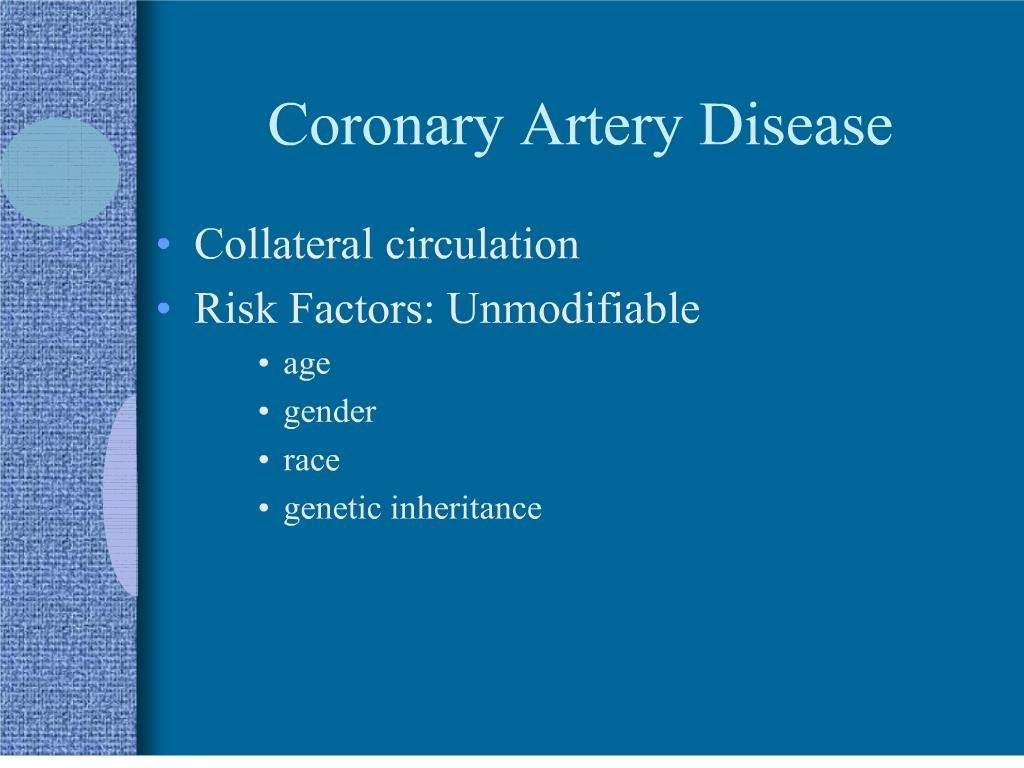 Coronary Artery Disease
• Collateral circulation
• Risk Factors: Unmodifiable
• age
• gender
• race
• genetic inheritance